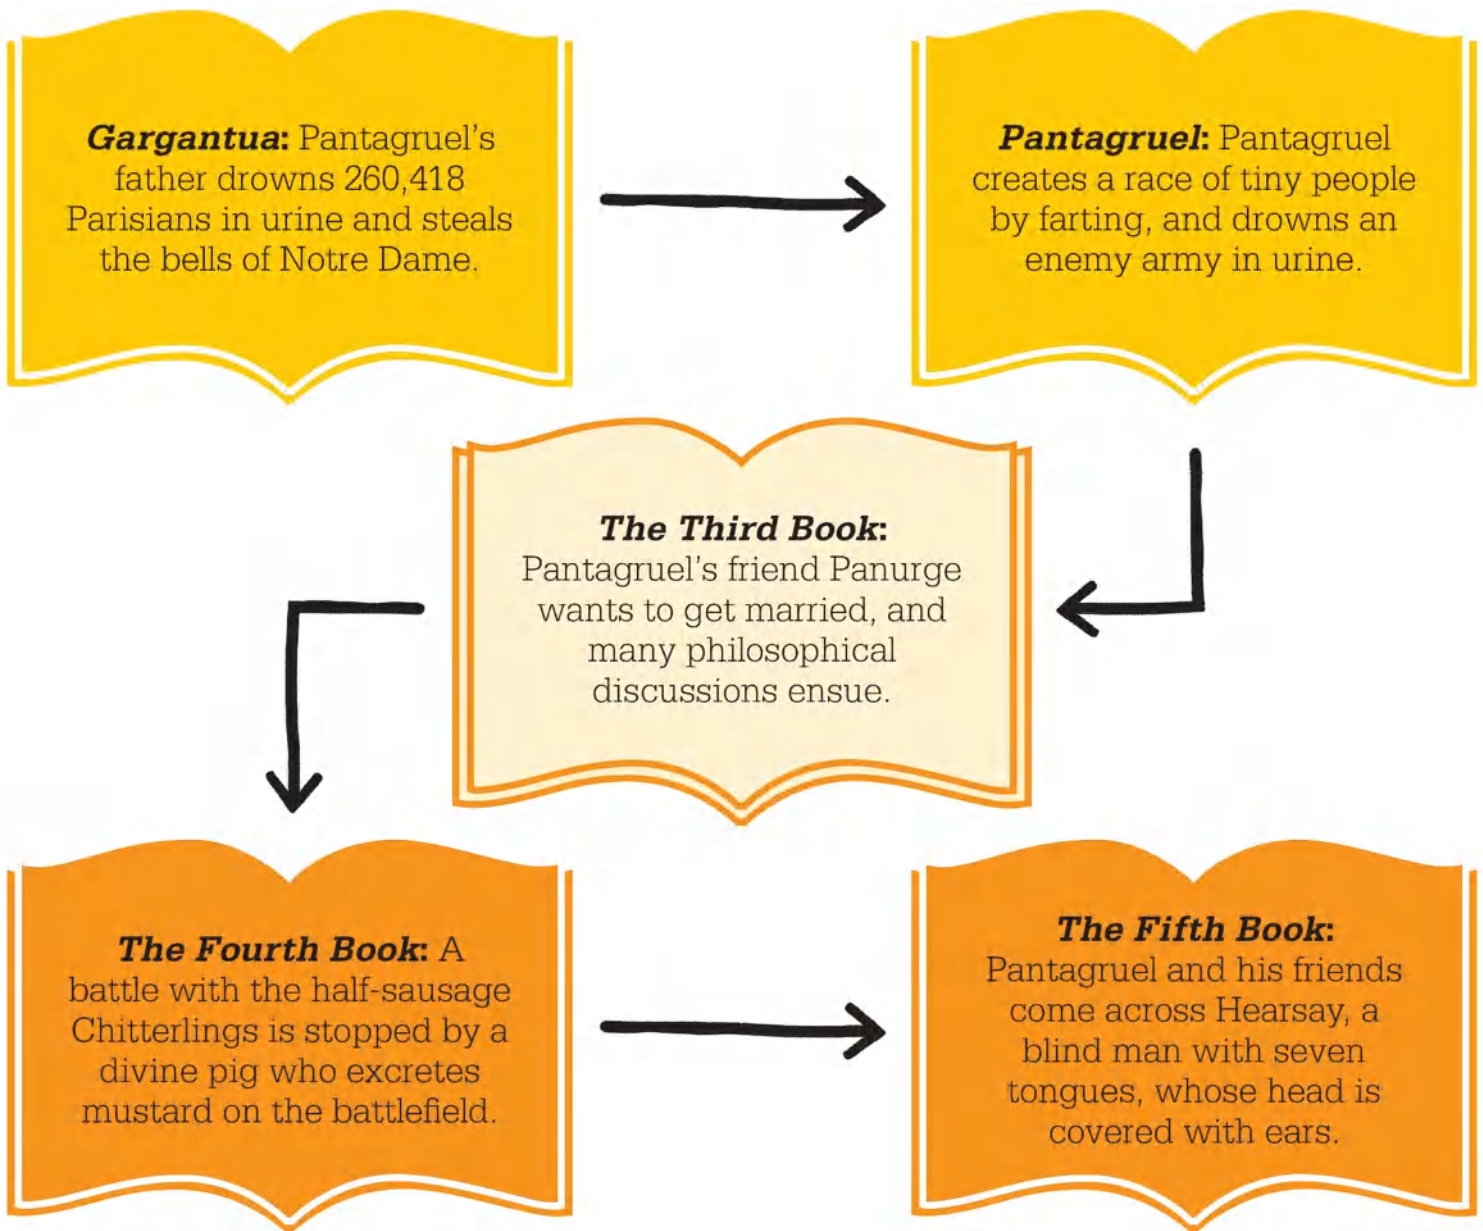 Gargantua: Pantagruel’s
father drowns 260,418
Parisians in urine and steals
the bells of Notre Dame.
Pantagruel: Pantagruel
creates a race of tiny people
by farting, and drowns an
enemy army in urine.
The Third Book:
Pantagruel’s friend Panurge
wants to get married, and
many philosophical
discussions ensue.
The Fourth Book: A
battle with the half-sausage
Chitterlings is stopped by a
divine pig who excretes
mustard on the battlefield.
The Fifth Book:
Pantagruel and his friends
come across Hearsay, a
blind man with seven
tongues, whose head is
covered with ears.